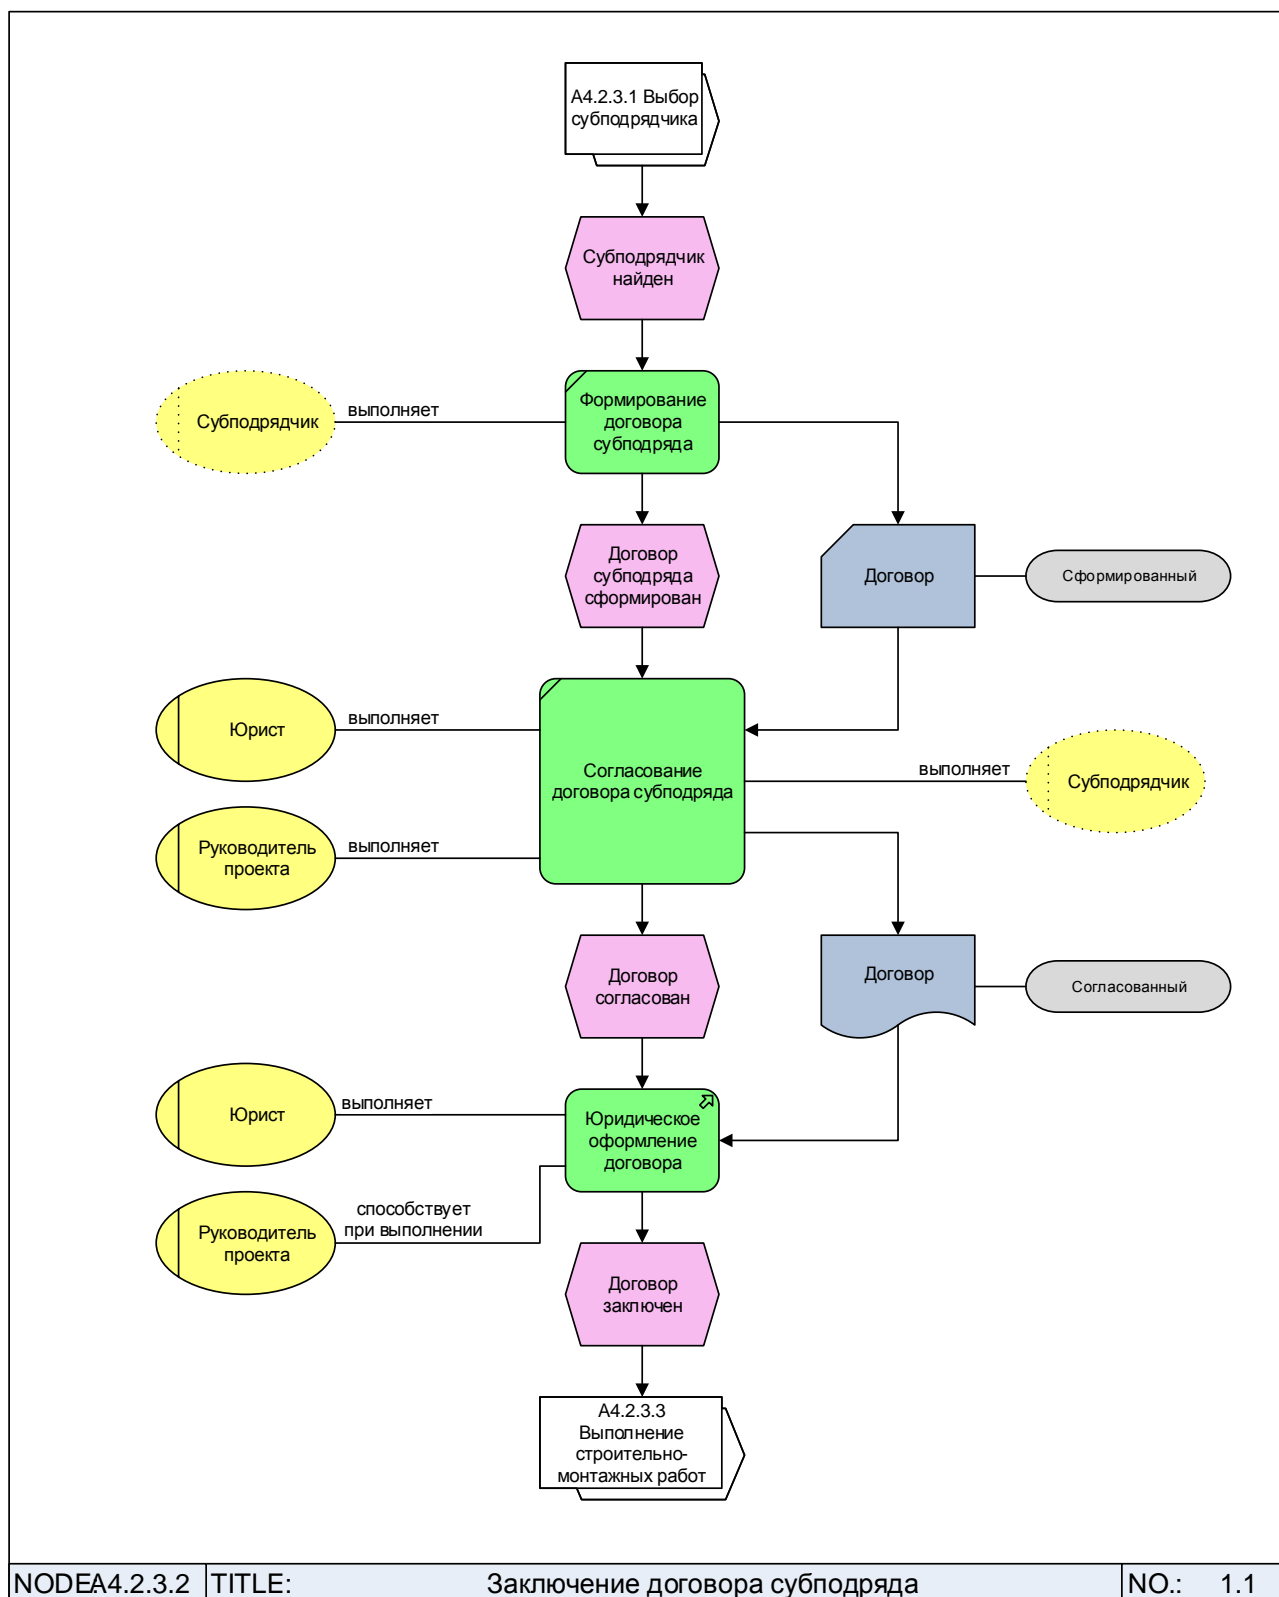 А4.2.3.1 Выбор
субподрядчика
Субподрядчик
найден
Субподрядчик
выполняет
Формирование
договора
субподряда
Договор
субподряда
сформирован
Договор
Сформированный
Юрист
выполняет
Согласование
договора субподряда
выполняет
Субподрядчик
Руководитель
проекта
выполняет
Договор
согласован
Договор
Согласованный
Юрист
выполняет
Юридическое
оформление
договора
Руководитель
проекта
способствует
при выполнении
Договор
заключен
А4.2.3.3
Выполнение
строительно-
монтажных работ
NODE: A4.2.3.2 TITLE: Заключение договора субподряда NO.: 1.1